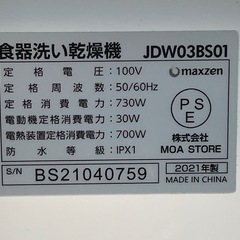 食器洗い乾燥機 JDW03BS01
定格電圧：100V
定格周波数：50/60Hz
定格消費電力：730W
電動機定格消費電力：30W
電熱装置定格消費電力：700W
防水等級：IPX1
maxzen
PSE
株式会社
MOA STORE
S/N BS21040759
2021年製
MADE IN CHINA